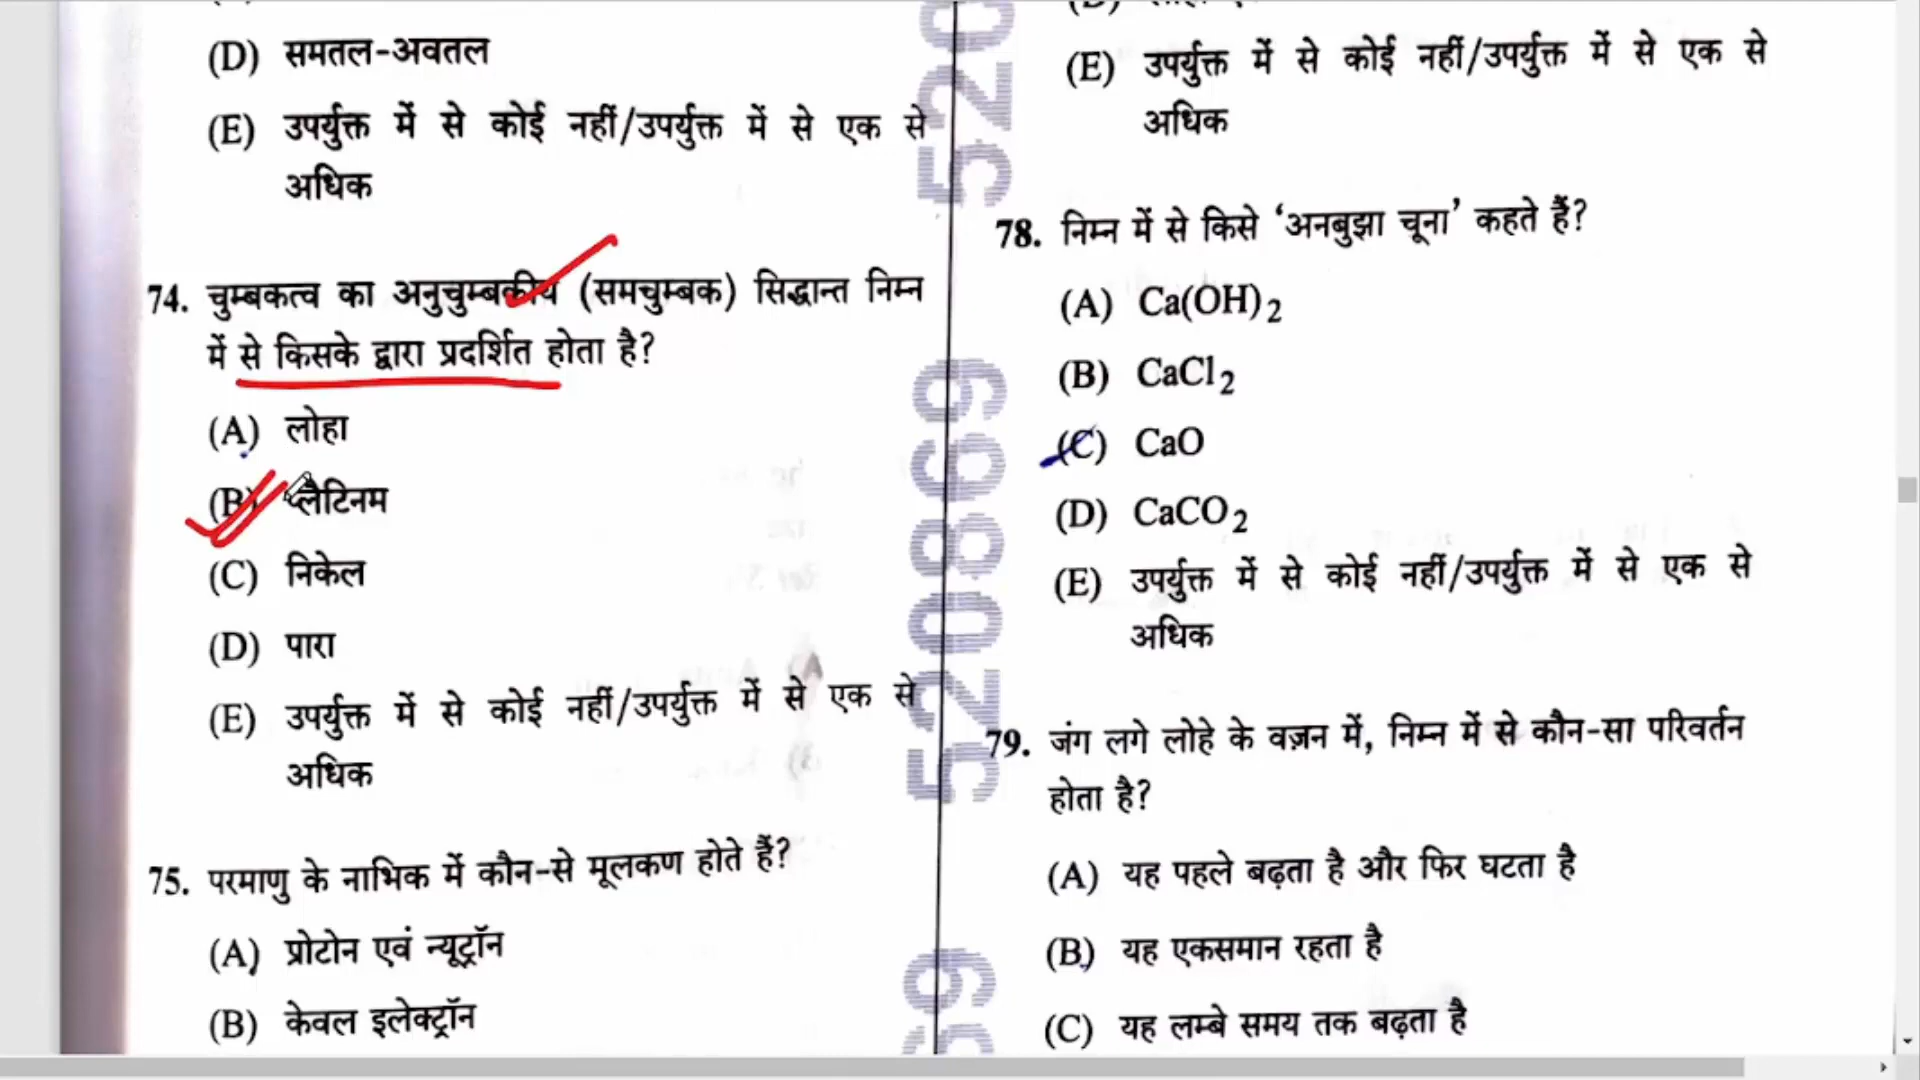 (D) समतल-अवतल
(E) उपर्युक्त में से कोई नहीं/उपर्युक्त में से एक से
अधिक
74. चुम्बकत्व का अनुचुम्बकीय (समचुम्बक) सिद्धान्त निम्न
में से किसके द्वारा प्रदर्शित होता है?
(A) लोहा
(B) प्लैटिनम
(C) निकेल
(D) पारा
(E) उपर्युक्त में से कोई नहीं/उपर्युक्त में से एक से
अधिक
75. परमाणु के नाभिक में कौन-से मूलकण होते हैं?
(A) प्रोटोन एवं न्यूट्रॉन
(B) केवल इलेक्ट्रॉन
520
520869
69
(E) उपर्युक्त में से कोई नहीं/उपर्युक्त में से एक से
अधिक
78. निम्न में से किसे ‘अनबुझा चूना’ कहते हैं?
(A) Ca(OH)2
(B) CaCl2
(C) CaO
(D) CaCO2
(E) उपर्युक्त में से कोई नहीं/उपर्युक्त में से एक से
अधिक
79. जंग लगे लोहे के वज़न में, निम्न में से कौन-सा परिवर्तन
होता है?
(A) यह पहले बढ़ता है और फिर घटता है
(B) यह एकसमान रहता है
(C) यह लम्बे समय तक बढ़ता है